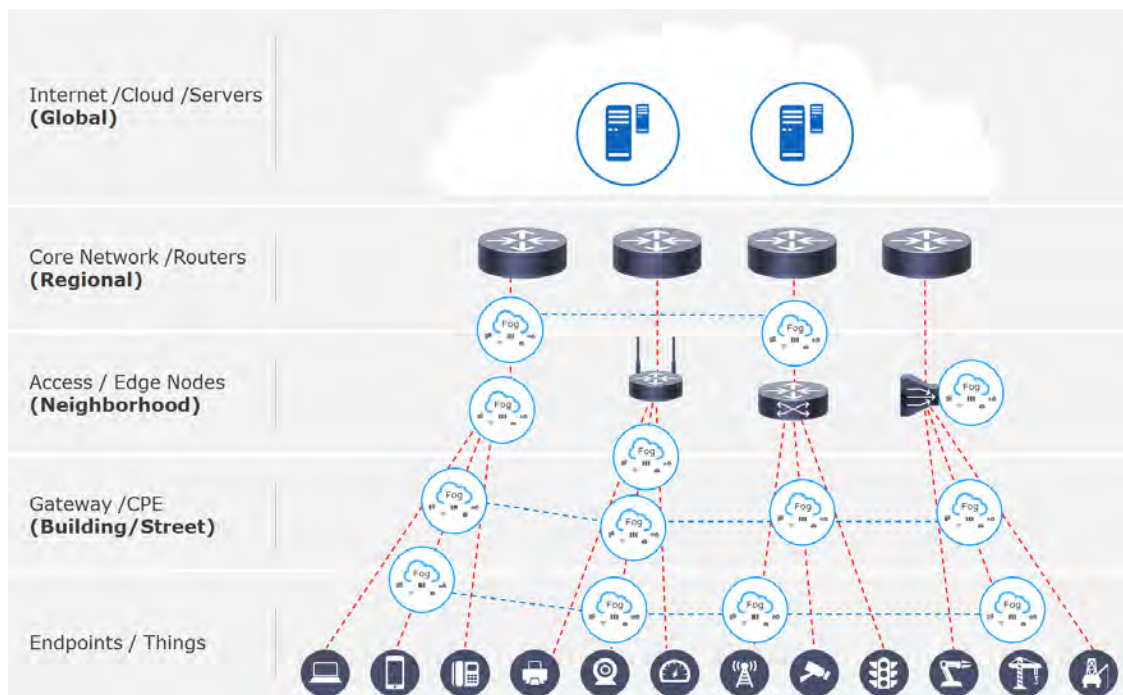 Internet /Cloud /Servers
(Global)
Core Network /Routers
(Regional)
Fog
Fog
Access / Edge Nodes
(Neighborhood)
Fog
Fog
Fog
Gateway /CPE
(Building/Street)
Fog
Fog
Fog
Fog
Fog
Fog
Fog
Fog
Endpoints / Things